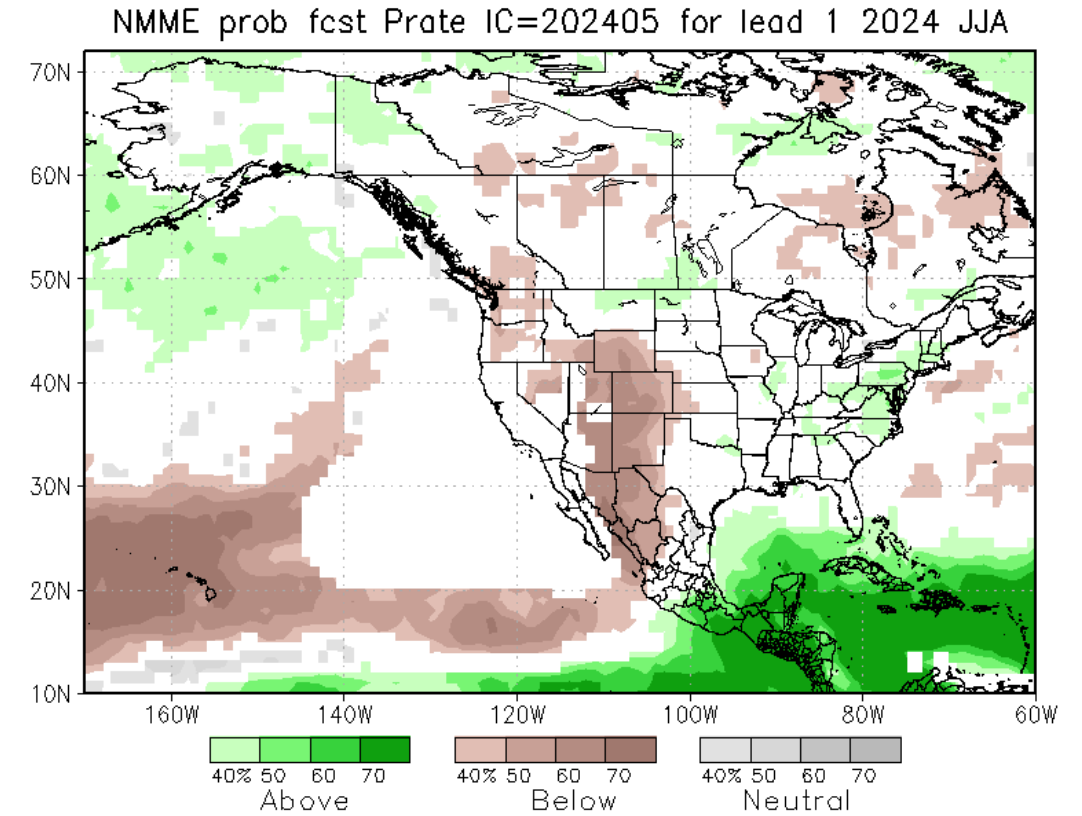 NMME prob fcst Prate IC=202405 for lead 1 2024 JJA
70N
60N
50N
40N
30N
20N
10N
160W 140W 120W 100W 80W 60W
40% 50 60 70 40% 50 60 70 40% 50 60 70
Above Below Neutral